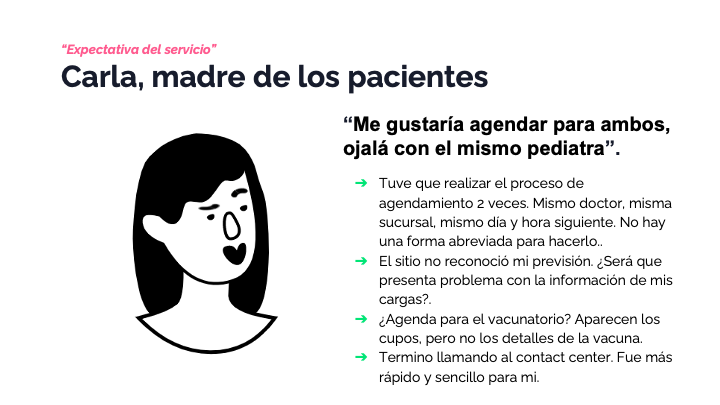 “Expectativa del servicio”
Carla, madre de los pacientes
“Me gustaría agendar para ambos,
ojalá con el mismo pediatra”.
➔ Tuve que realizar el proceso de
agendamiento 2 veces. Mismo doctor, misma
sucursal, mismo día y hora siguiente. No hay
una forma abreviada para hacerlo..
➔ El sitio no reconoció mi previsión. ¿Será que
presenta problema con la información de mis
cargas?.
➔ ¿Agenda para el vacunatorio? Aparecen los
cupos, pero no los detalles de la vacuna.
➔ Termino llamando al contact center. Fue más
rápido y sencillo para mi.